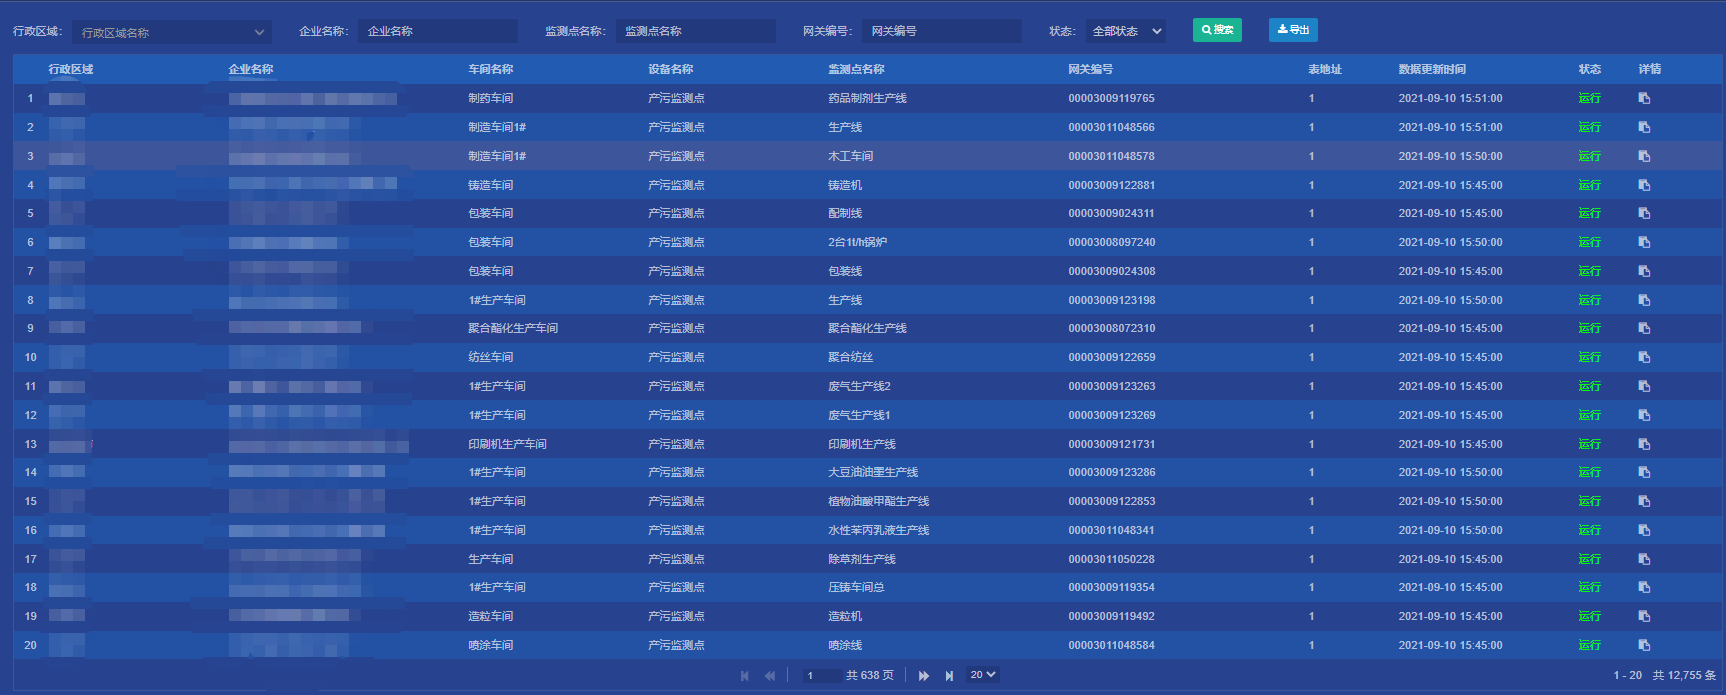 行政区域: 行政区域名称 企业名称: 企业名称 监测点名称: 监测点名称 网关编号: 网关编号 状态: 全部状态 搜索 导出
行政区域 企业名称 车间名称 设备名称 监测点名称 网关编号 表地址 数据更新时间 状态 详情
1 制药车间 产污监测点 药品制剂生产线 00003009119765 1 2021-09-10 15:51:00 运行
2 制造车间1# 产污监测点 生产线 00003011048566 1 2021-09-10 15:51:00 运行
3 制造车间1# 产污监测点 木工车间 00003011048578 1 2021-09-10 15:50:00 运行
4 铸造车间 产污监测点 铸造机 00003009122881 1 2021-09-10 15:45:00 运行
5 包装车间 产污监测点 配制线 00003009024311 1 2021-09-10 15:45:00 运行
6 包装车间 产污监测点 2台1t/h锅炉 00003008097240 1 2021-09-10 15:50:00 运行
7 包装车间 产污监测点 包装线 00003009024308 1 2021-09-10 15:45:00 运行
8 1#生产车间 产污监测点 生产线 00003009123198 1 2021-09-10 15:50:00 运行
9 聚合酯化生产车间 产污监测点 聚合酯化生产线 00003008072310 1 2021-09-10 15:45:00 运行
10 纺丝车间 产污监测点 聚合纺丝 00003009122659 1 2021-09-10 15:45:00 运行
11 1#生产车间 产污监测点 废气生产线2 00003009123263 1 2021-09-10 15:45:00 运行
12 1#生产车间 产污监测点 废气生产线1 00003009123269 1 2021-09-10 15:45:00 运行
13 印刷机生产车间 产污监测点 印刷机生产线 00003009121731 1 2021-09-10 15:45:00 运行
14 1#生产车间 产污监测点 大豆油油墨生产线 00003009123286 1 2021-09-10 15:50:00 运行
15 1#生产车间 产污监测点 植物油酸甲酯生产线 00003009122853 1 2021-09-10 15:50:00 运行
16 1#生产车间 产污监测点 水性苯丙乳液生产线 00003011048341 1 2021-09-10 15:50:00 运行
17 生产车间 产污监测点 除草剂生产线 00003011050228 1 2021-09-10 15:45:00 运行
18 1#生产车间 产污监测点 压铸车间总 00003009119354 1 2021-09-10 15:45:00 运行
19 造粒车间 产污监测点 造粒机 00003009119492 1 2021-09-10 15:45:00 运行
20 喷涂车间 产污监测点 喷涂线 00003011048584 1 2021-09-10 15:45:00 运行
1 共 638 页 20 1 - 20 共 12,755 条